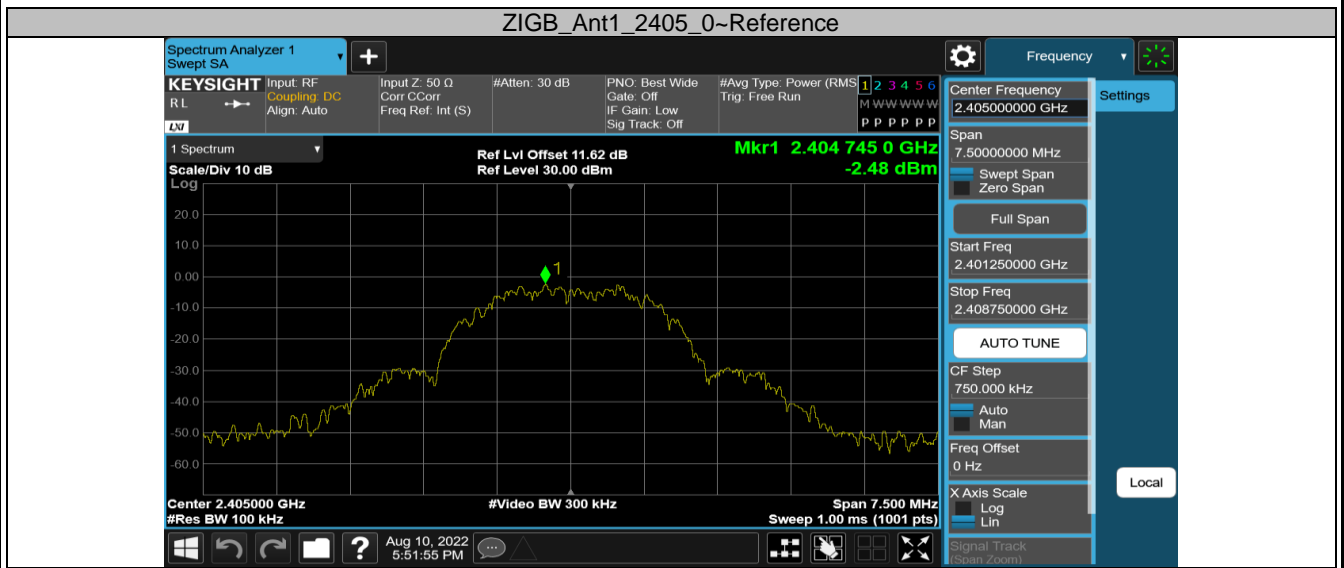 ZIGB_Ant1_2405_0~Reference
Spectrum Analyzer 1
Swept SA
+
Frequency
KEYSIGHT
R L
LXI
Input: RF
Coupling: DC
Align: Auto
Input Z: 50 Ω
Corr CCorr
Freq Ref: Int (S)
#Atten: 30 dB
PNO: Best Wide
Gate: Off
IF Gain: Low
Sig Track: Off
#Avg Type: Power (RMS
Trig: Free Run
1 2 3 4 5 6
M W W W W W
P P P P P P
1 Spectrum
Scale/Div 10 dB
Log
Ref Lvl Offset 11.62 dB
Ref Level 30.00 dBm
Mkr1 2.404 745 0 GHz
-2.48 dBm
20.0
10.0
0.00
-10.0
-20.0
-30.0
-40.0
-50.0
-60.0
1
Center 2.405000 GHz
#Res BW 100 kHz
#Video BW 300 kHz
Span 7.500 MHz
Sweep 1.00 ms (1001 pts)
?
Aug 10, 2022
5:51:55 PM
Center Frequency
2.405000000 GHz
Span
7.50000000 MHz
Swept Span
Zero Span
Full Span
Start Freq
2.401250000 GHz
Stop Freq
2.408750000 GHz
AUTO TUNE
CF Step
750.000 kHz
Auto
Man
Freq Offset
0 Hz
X Axis Scale
Log
Lin
Signal Track
(Span Zoom)
Settings
Local